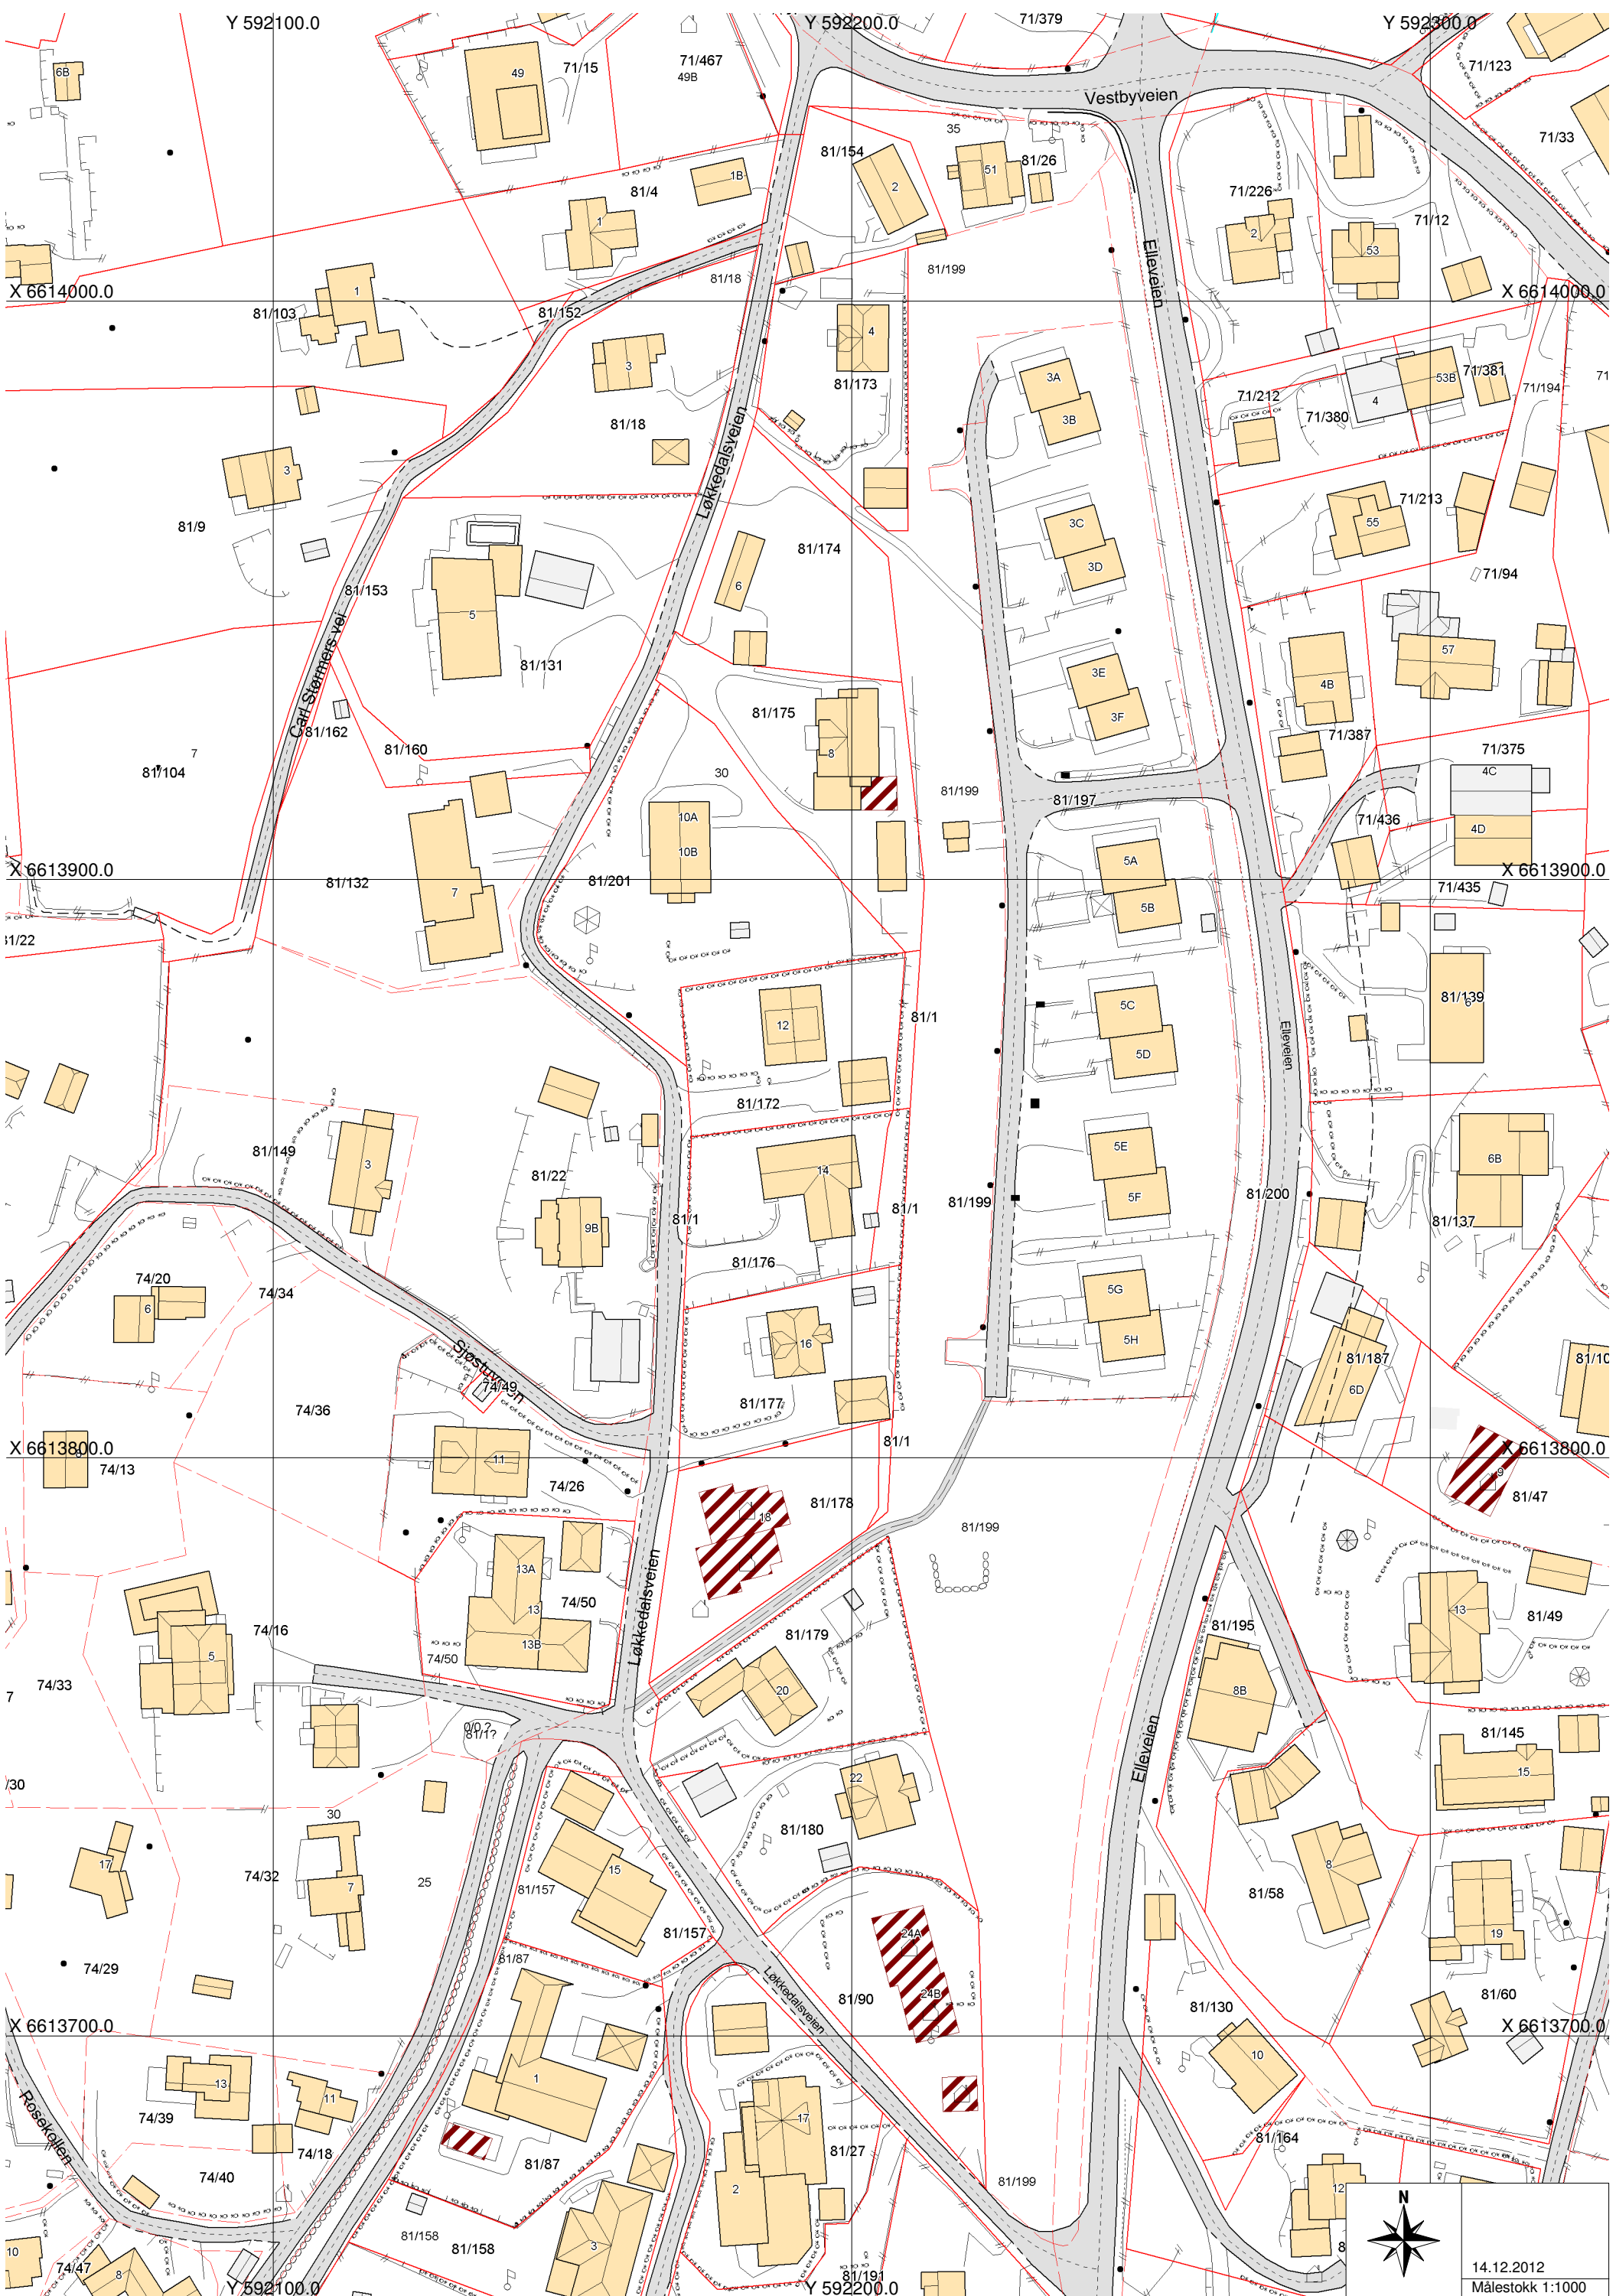 Y 592100.0
Y 592200.0
Y 592300.0
71/379
6B
49
71/15
71/467
49B
71/123
Vestbyveien
35
71/33
81/154
51
81/26
1B
2
81/4
71/226
1
71/12
2
53
Elleveien
81/199
81/18
X 6614000.0
1
X 6614000.0
81/103
81/152
4
3
3A
53B
71/381
81/173
71/194
71
71/212
4
71/380
3B
81/18
Løkkedalsveien
3
71/213
81/9
3C
55
81/174
3D
71/94
81/153
6
5
Carl Størmers vei
57
81/131
3E
4B
81/175
3F
81/162
71/387
81/160
7
8
71/375
81/104
30
4C
81/199
81/197
10A
71/436
4D
10B
5A
X 6613900.0
81/132
81/201
X 6613900.0
7
71/435
5B
81/22
81/139
6
5C
81/1
12
Elleveien
5D
81/172
5E
81/149
6B
3
81/22
14
81/200
5F
81/199
81/1
81/1
9B
81/137
81/176
74/20
5G
74/34
6
5H
16
Sjøstuveien
81/187
81/10
74/49
6D
81/177
74/36
81/1
X 6613800.0
X 6613800.0
8
11
74/13
9
74/26
81/47
81/178
18
81/199
13A
13
74/50
13
81/49
81/195
74/16
81/179
13B
Løkkedalsveien
74/50
5
74/33
7
20
8B
0/0 ?
81/1?
81/145
Elleveien
22
15
/30
30
81/180
17
15
8
74/32
7
25
81/157
81/58
24A
81/157
19
81/87
74/29
Løkkedalsveien
81/90
24B
81/130
81/60
X 6613700.0
X 6613700.0
10
1
13
11
Rosekollen
74/39
17
74/18
81/27
81/164
81/87
74/40
81/199
2
12
N
81/158
81/158
3
8
10
74/47
8
14.12.2012
81/191
Y 592100.0
Y 592200.0
Målestokk 1:1000